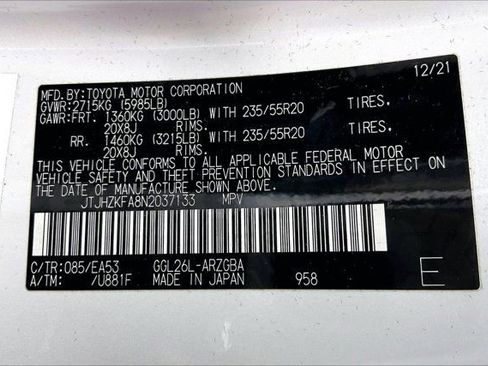 MFD.BY:TOYOTA MOTOR CORPORATION 12/21
GVWR:2715KG (5985LB)
GAWR:FRT. 1360KG (3000LB) WITH 235/55R20 TIRES.
20X8J RIMS.
RR. 1460KG (3215LB) WITH 235/55R20 TIRES.
20X8J RIMS.
THIS VEHICLE CONFORMS TO ALL APPLICABLE FEDERAL MOTOR
VEHICLE SAFETY AND THEFT PREVENTION STANDARDS IN EFFECT ON
THE DATE OF MANUFACTURE SHOWN ABOVE.
JTJHZKFA8N2037133 MPV
C/TR:085/EA53 GGL26L-ARZGBA
A/TM: /U881F MADE IN JAPAN 958 E